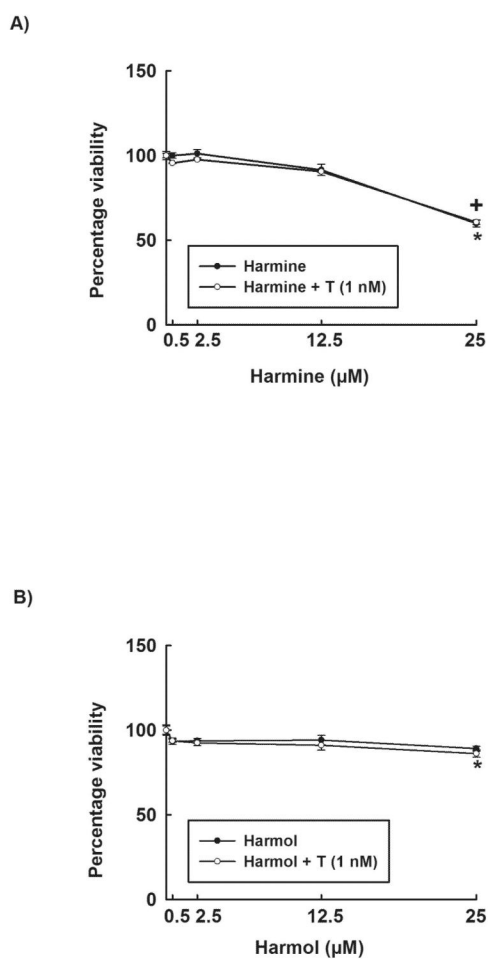 A)
Percentage viability
150
100
50
0
+
*
Harmine
Harmine + T (1 nM)
0.5 2.5 12.5 25
Harmine (µM)
B)
Percentage viability
150
100
50
0
*
Harmol
Harmol + T (1 nM)
0.5 2.5 12.5 25
Harmol (µM)